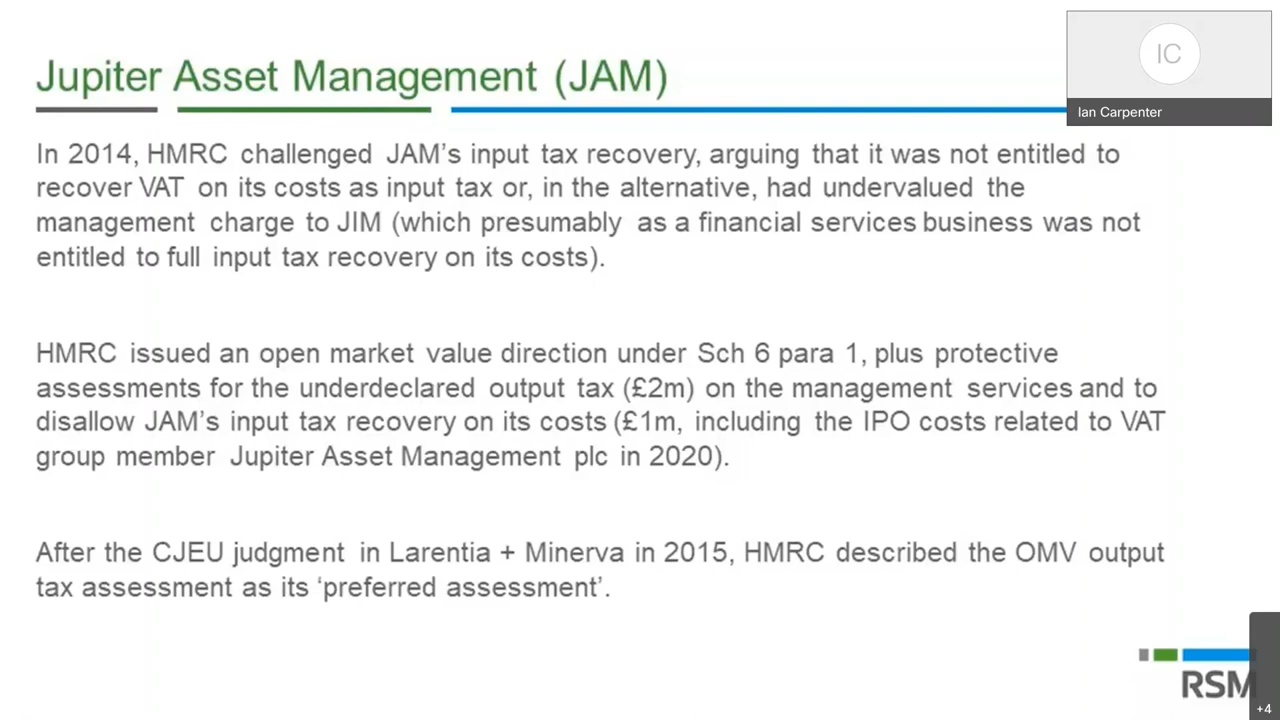 Jupiter Asset Management (JAM)
IC
Ian Carpenter
In 2014, HMRC challenged JAM’s input tax recovery, arguing that it was not entitled to
recover VAT on its costs as input tax or, in the alternative, had undervalued the
management charge to JIM (which presumably as a financial services business was not
entitled to full input tax recovery on its costs).
HMRC issued an open market value direction under Sch 6 para 1, plus protective
assessments for the underdeclared output tax (£2m) on the management services and to
disallow JAM’s input tax recovery on its costs (£1m, including the IPO costs related to VAT
group member Jupiter Asset Management plc in 2020).
After the CJEU judgment in Larentia + Minerva in 2015, HMRC described the OMV output
tax assessment as its ‘preferred assessment’.
RSM
+4